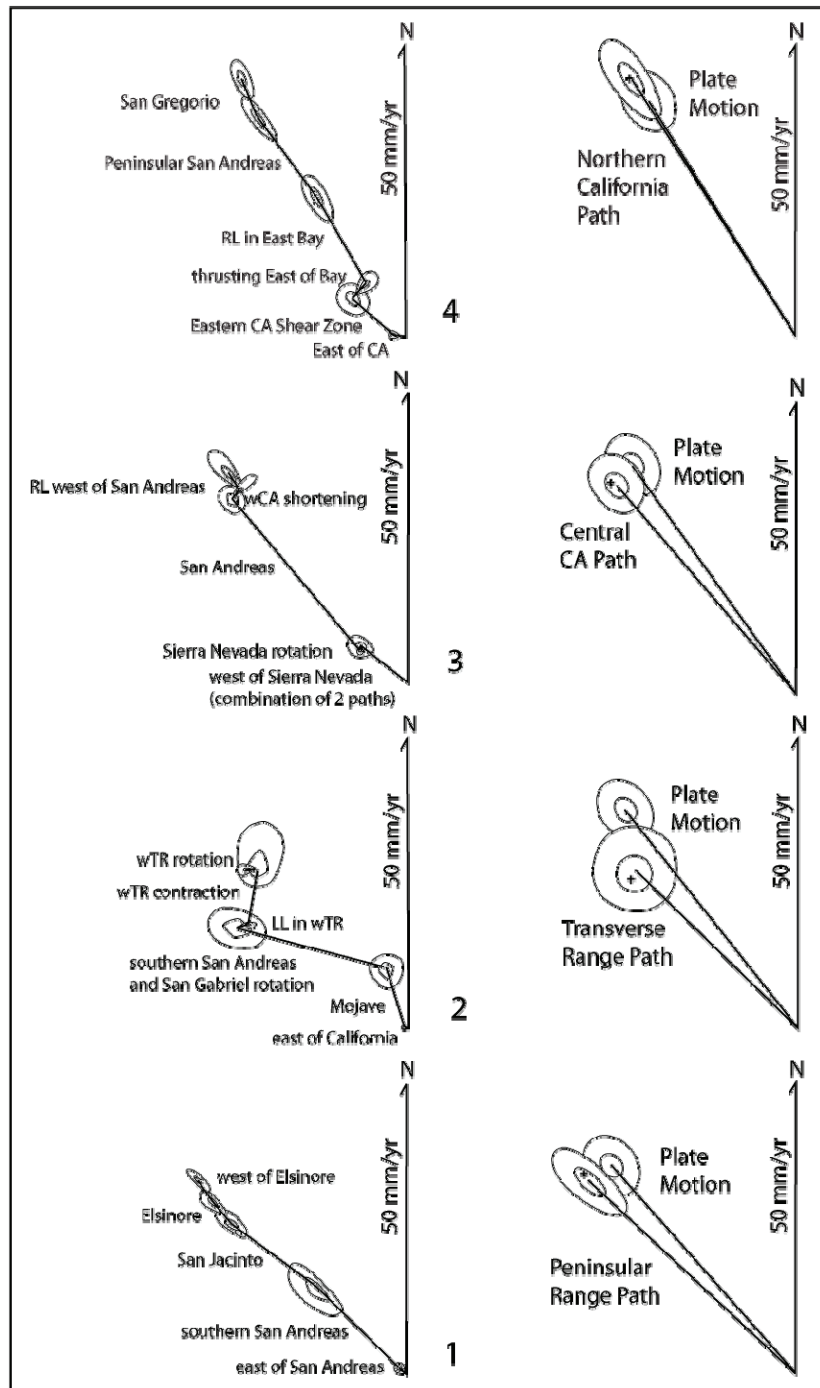 N
San Gregorio
Peninsular San Andreas
RL in East Bay
thrusting East of Bay
Eastern CA Shear Zone
East of CA
50 mm/yr
4
N
Plate
Motion
Northern
California
Path
50 mm/yr
N
RL west of San Andreas
wCA shortening
San Andreas
Sierra Nevada rotation
west of Sierra Nevada
(combination of 2 paths)
50 mm/yr
3
N
Plate
Motion
Central
CA Path
50 mm/yr
N
wTR rotation
wTR contraction
LL in wTR
southern San Andreas
and San Gabriel rotation
Mojave
east of California
50 mm/yr
2
N
Plate
Motion
Transverse
Range Path
50 mm/yr
N
west of Elsinore
Elsinore
San Jacinto
southern San Andreas
east of San Andreas
50 mm/yr
1
N
Plate
Motion
Peninsular
Range Path
50 mm/yr